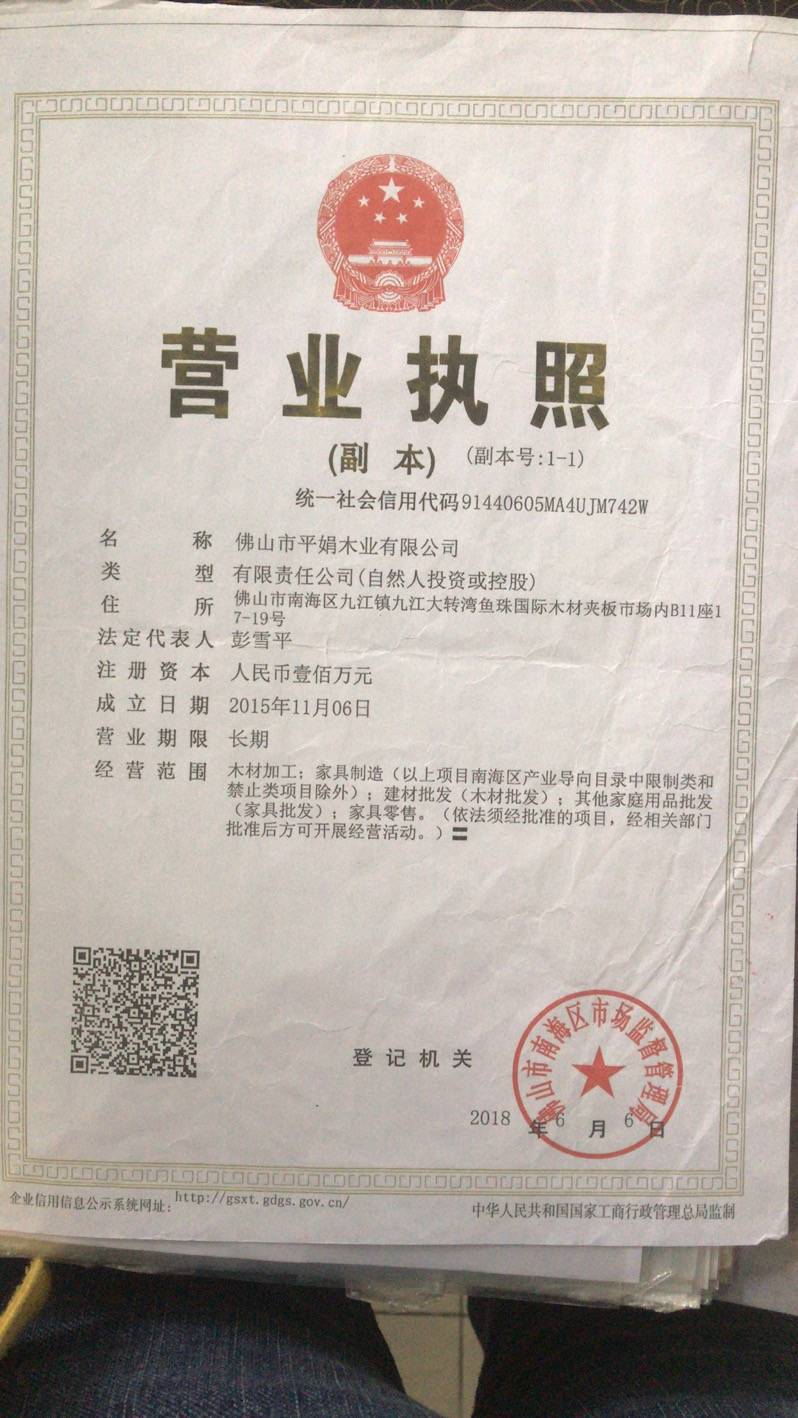 营业执照
(副 本) (副本号:1-1)
统一社会信用代码91440605MA4UJM742W
名 称 佛山市平娟木业有限公司
类 型 有限责任公司(自然人投资或控股)
住 所 佛山市南海区九江镇九江大转湾鱼珠国际木材夹板市场内B11座1
7-19号
法定代表人 彭雪平
注册资本 人民币壹佰万元
成立日期 2015年11月06日
营业期限 长期
经营范围 木材加工；家具制造（以上项目南海区产业导向目录中限制类和
禁止类项目除外）；建材批发（木材批发）；其他家庭用品批发
（家具批发）；家具零售。（依法须经批准的项目，经相关部门
批准后方可开展经营活动。）〓
佛山市南海区市场监督管理局
登记机关
2018 年 6 月 6 日
企业信用信息公示系统网址: http://gsxt.gdgs.gov.cn/
中华人民共和国国家工商行政管理总局监制